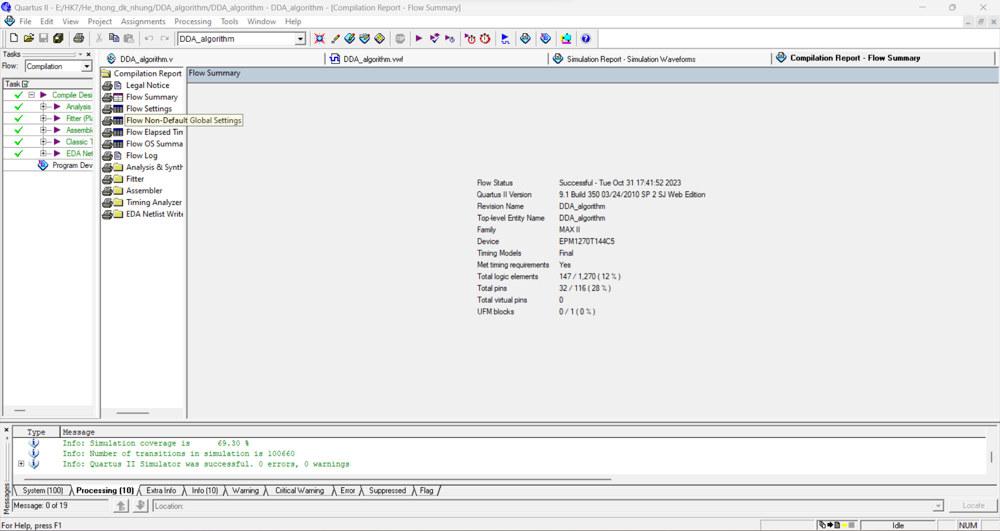 Quartus II - E:/HK7/He_thong_dk_nhung/DDA_algorithm/DDA_algorithm - DDA_algorithm - [Compilation Report - Flow Summary]
File Edit View Project Assignments Processing Tools Window Help
DDA_algorithm
STOP
Tasks
Flow: Compilation
DDA_algorithm.v
DDA_algorithm.vwf
Simulation Report - Simulation Waveforms
Compilation Report - Flow Summary
Task
Compile Desi
Analysis
Fitter (Pla
Assemble
Classic T
EDA Net
Program Dev
Compilation Report
Legal Notice
Flow Summary
Flow Settings
Flow Non-Default Global Settings
Flow Elapsed Tim
Flow OS Summa
Flow Log
Analysis & Synth
Fitter
Assembler
Timing Analyzer
EDA Netlist Write
Flow Summary
Flow Status Successful - Tue Oct 31 17:41:52 2023
Quartus II Version 9.1 Build 350 03/24/2010 SP 2 SJ Web Edition
Revision Name DDA_algorithm
Top-level Entity Name DDA_algorithm
Family MAX II
Device EPM1270T144C5
Timing Models Final
Met timing requirements Yes
Total logic elements 147 / 1,270 ( 12 % )
Total pins 32 / 116 ( 28 % )
Total virtual pins 0
UFM blocks 0 / 1 ( 0 % )
Type Message
Info: Simulation coverage is 69.30 %
Info: Number of transitions in simulation is 100660
Info: Quartus II Simulator was successful. 0 errors, 0 warnings
System (100) Processing (10) Extra Info Info (10) Warning Critical Warning Error Suppressed Flag
Messages
Message: 0 of 19
Location:
Locate
For Help, press F1
Idle
NUM